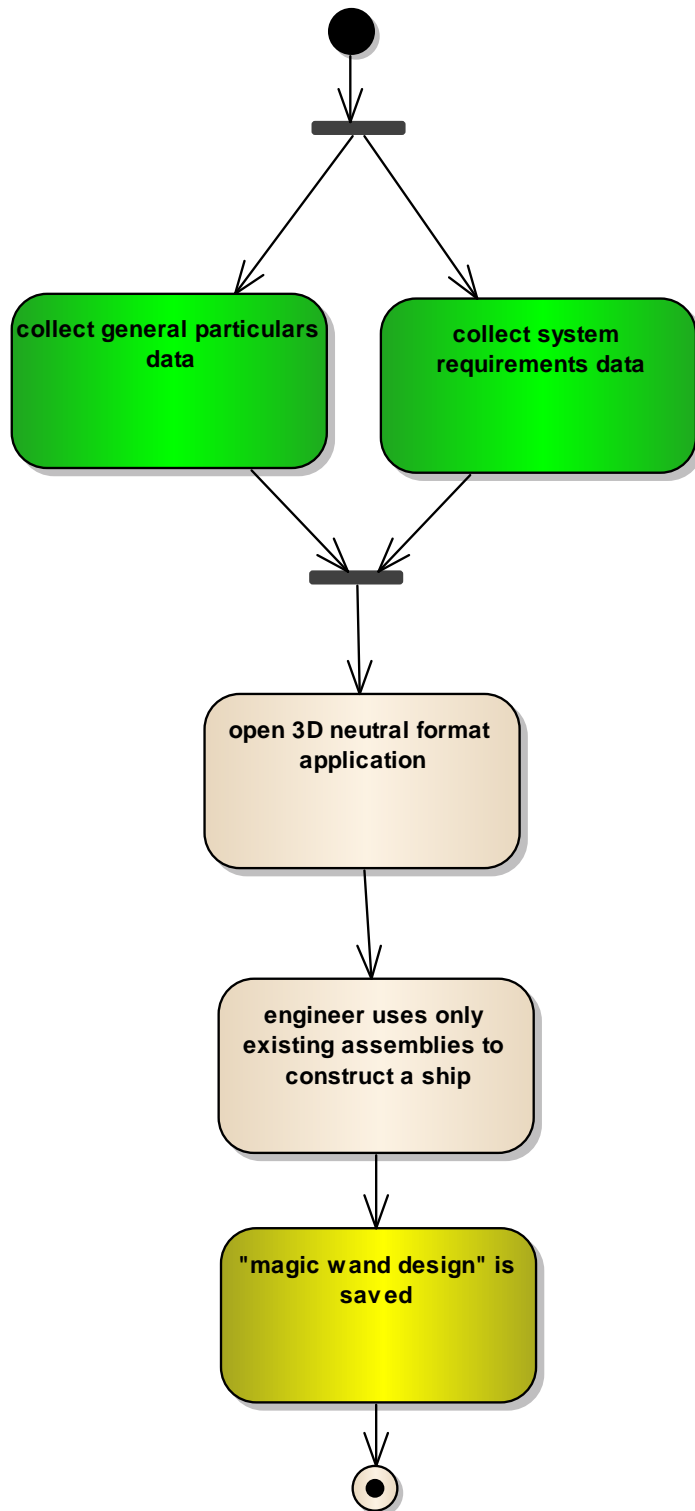 collect general particulars
data
collect system
requirements data
open 3D neutral format
application
engineer uses only
existing assemblies to
construct a ship
"magic wand design" is
saved